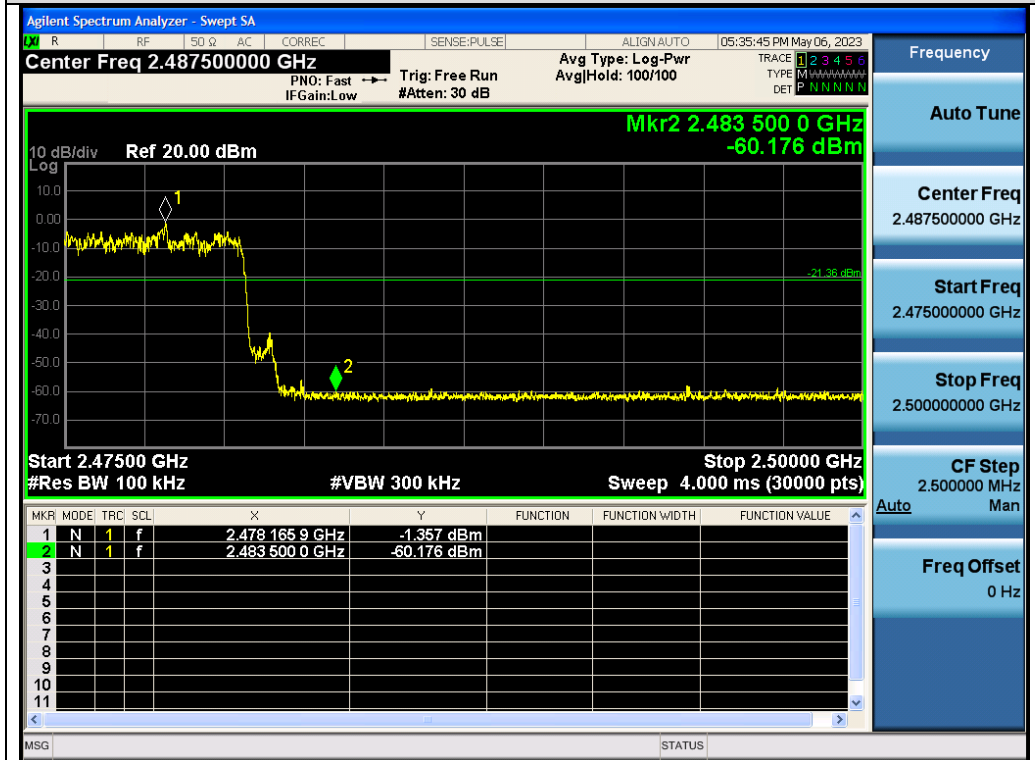 Agilent Spectrum Analyzer - Swept SA
LXI R RF 50 Ω AC CORREC SENSE:PULSE ALIGN AUTO 05:35:45 PM May 06, 2023
Center Freq 2.487500000 GHz
PNO: Fast
IFGain:Low
Trig: Free Run
#Atten: 30 dB
Avg Type: Log-Pwr
Avg|Hold: 100/100
TRACE 1 2 3 4 5 6
TYPE M WWWWW
DET P N N N N N
Mkr2 2.483 500 0 GHz
-60.176 dBm
10 dB/div Ref 20.00 dBm
Log
10.0
0.00
-10.0
-20.0
-30.0
-40.0
-50.0
-60.0
-70.0
1
-21.36 dBm
2
Start 2.47500 GHz Stop 2.50000 GHz
#Res BW 100 kHz #VBW 300 kHz Sweep 4.000 ms (30000 pts)
MKR MODE TRC SCL X Y FUNCTION FUNCTION WIDTH FUNCTION VALUE
1 N 1 f 2.478 165 9 GHz -1.357 dBm
2 N 1 f 2.483 500 0 GHz -60.176 dBm
3
4
5
6
7
8
9
10
11
MSG STATUS
Frequency
Auto Tune
Center Freq
2.487500000 GHz
Start Freq
2.475000000 GHz
Stop Freq
2.500000000 GHz
CF Step
2.500000 MHz
Auto Man
Freq Offset
0 Hz